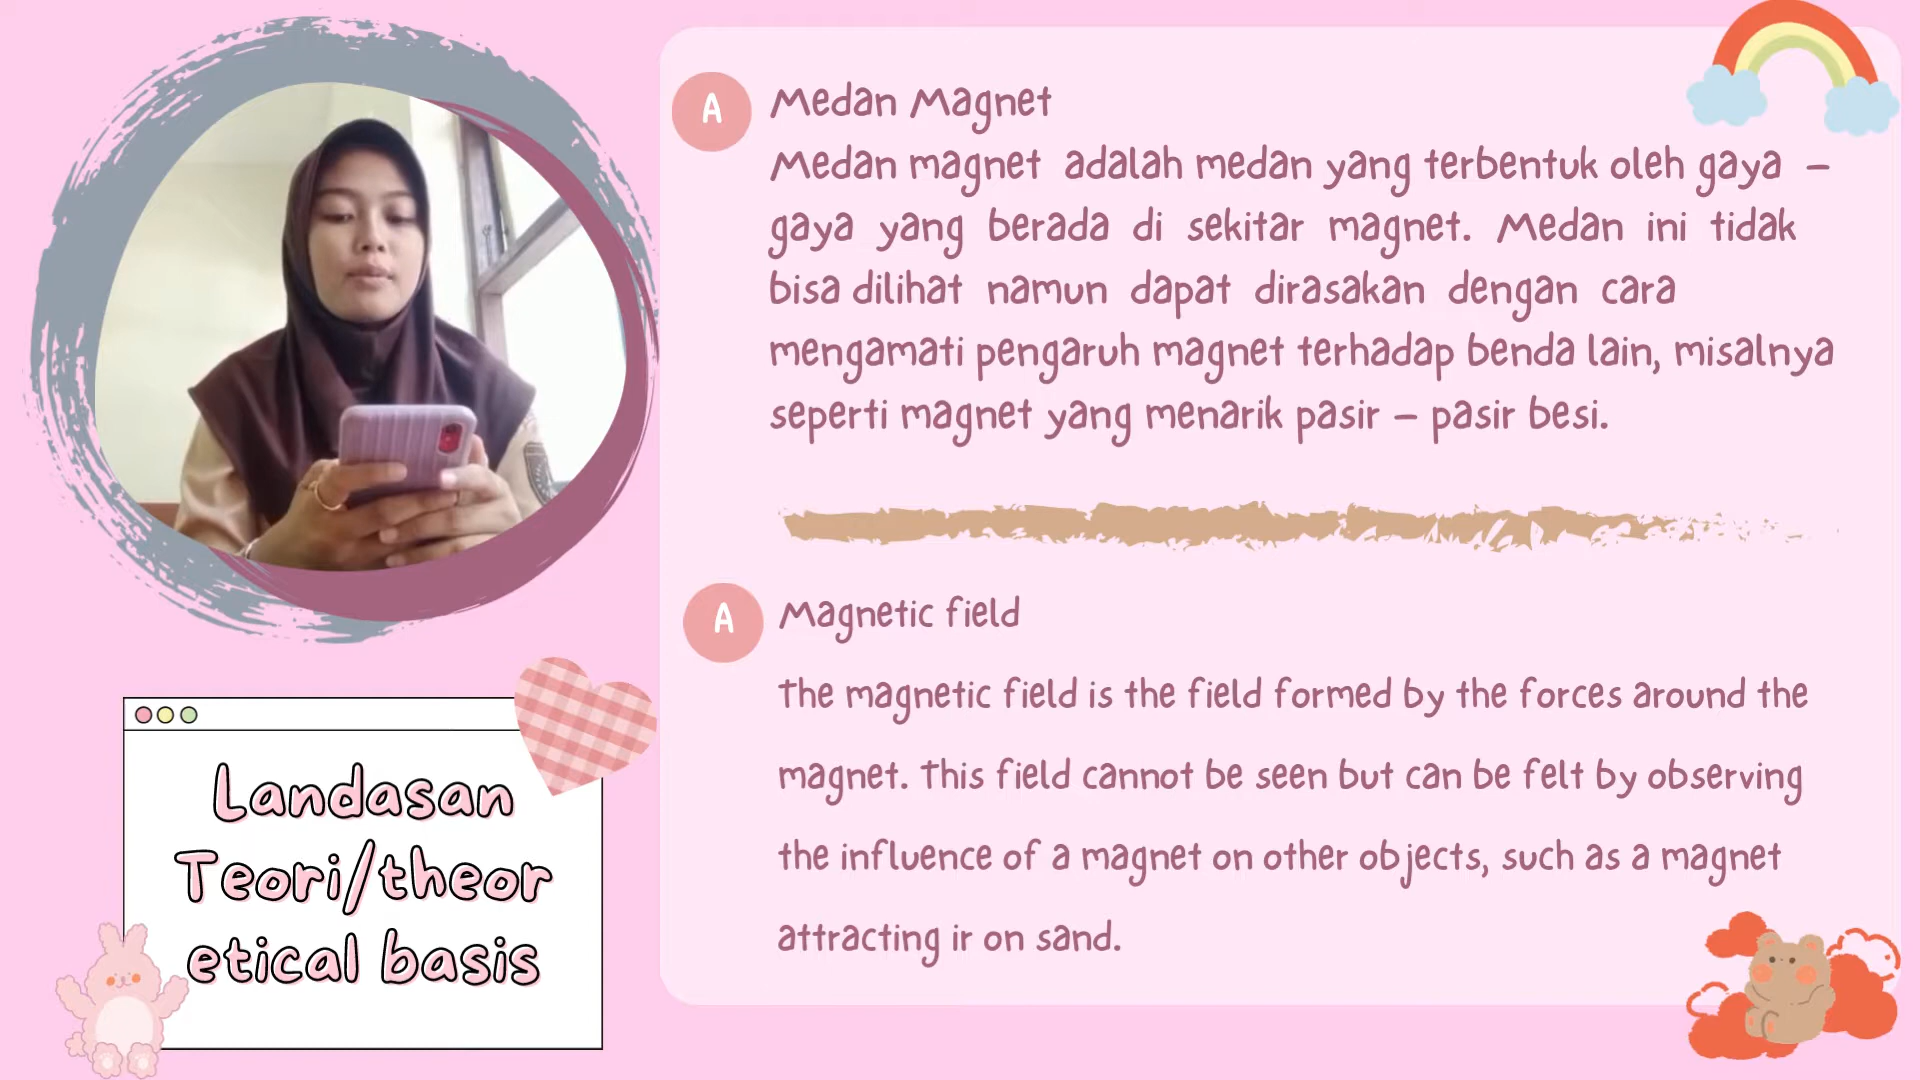 A
Medan Magnet
Medan magnet adalah medan yang terbentuk oleh gaya –
gaya yang berada di sekitar magnet. Medan ini tidak
bisa dilihat namun dapat dirasakan dengan cara
mengamati pengaruh magnet terhadap benda lain, misalnya
seperti magnet yang menarik pasir – pasir besi.
A
Magnetic field
The magnetic field is the field formed by the forces around the
magnet. This field cannot be seen but can be felt by observing
the influence of a magnet on other objects, such as a magnet
attracting ir on sand.
Landasan
Teori/theor
etical basis